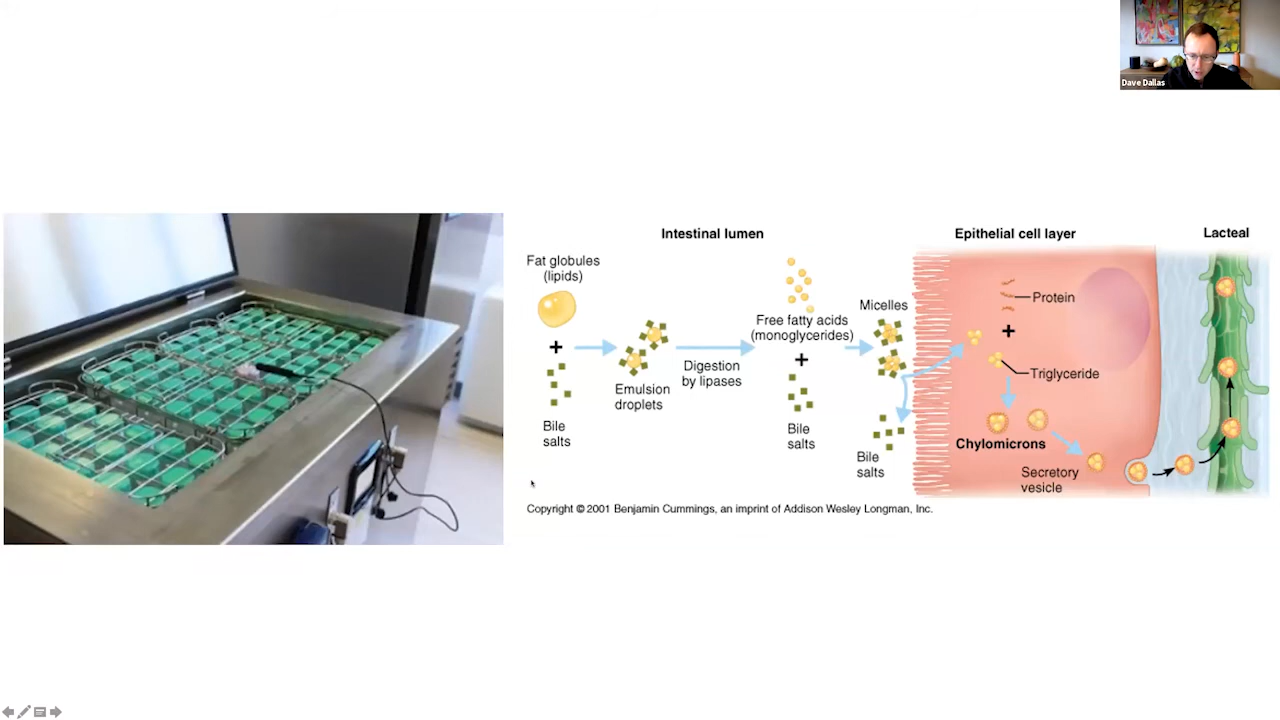 Dave Dallas
Intestinal lumen
Epithelial cell layer
Lacteal
Fat globules
(lipids)
+
Bile
salts
Emulsion
droplets
Digestion
by lipases
Free fatty acids
(monoglycerides)
+
Bile
salts
Micelles
Bile
salts
Protein
+
Triglyceride
Chylomicrons
Secretory
vesicle
Copyright © 2001 Benjamin Cummings, an imprint of Addison Wesley Longman, Inc.